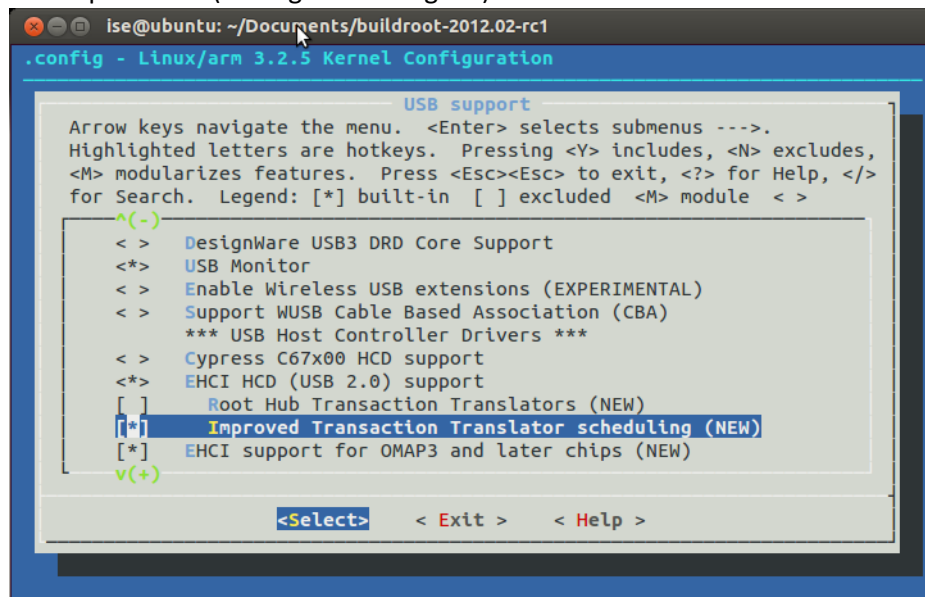 ise@ubuntu: ~/Documents/buildroot-2012.02-rc1
.config - Linux/arm 3.2.5 Kernel Configuration
USB support
Arrow keys navigate the menu. <Enter> selects submenus --->.
Highlighted letters are hotkeys. Pressing <Y> includes, <N> excludes,
<M> modularizes features. Press <Esc><Esc> to exit, <?> for Help, </>
for Search. Legend: [*] built-in [ ] excluded <M> module < >
^(-)
< > DesignWare USB3 DRD Core Support
<*> USB Monitor
< > Enable Wireless USB extensions (EXPERIMENTAL)
< > Support WUSB Cable Based Association (CBA)
*** USB Host Controller Drivers ***
< > Cypress C67x00 HCD support
<*> EHCI HCD (USB 2.0) support
[ ] Root Hub Transaction Translators (NEW)
[*] Improved Transaction Translator scheduling (NEW)
[*] EHCI support for OMAP3 and later chips (NEW)
v(+)
<Select> < Exit > < Help >